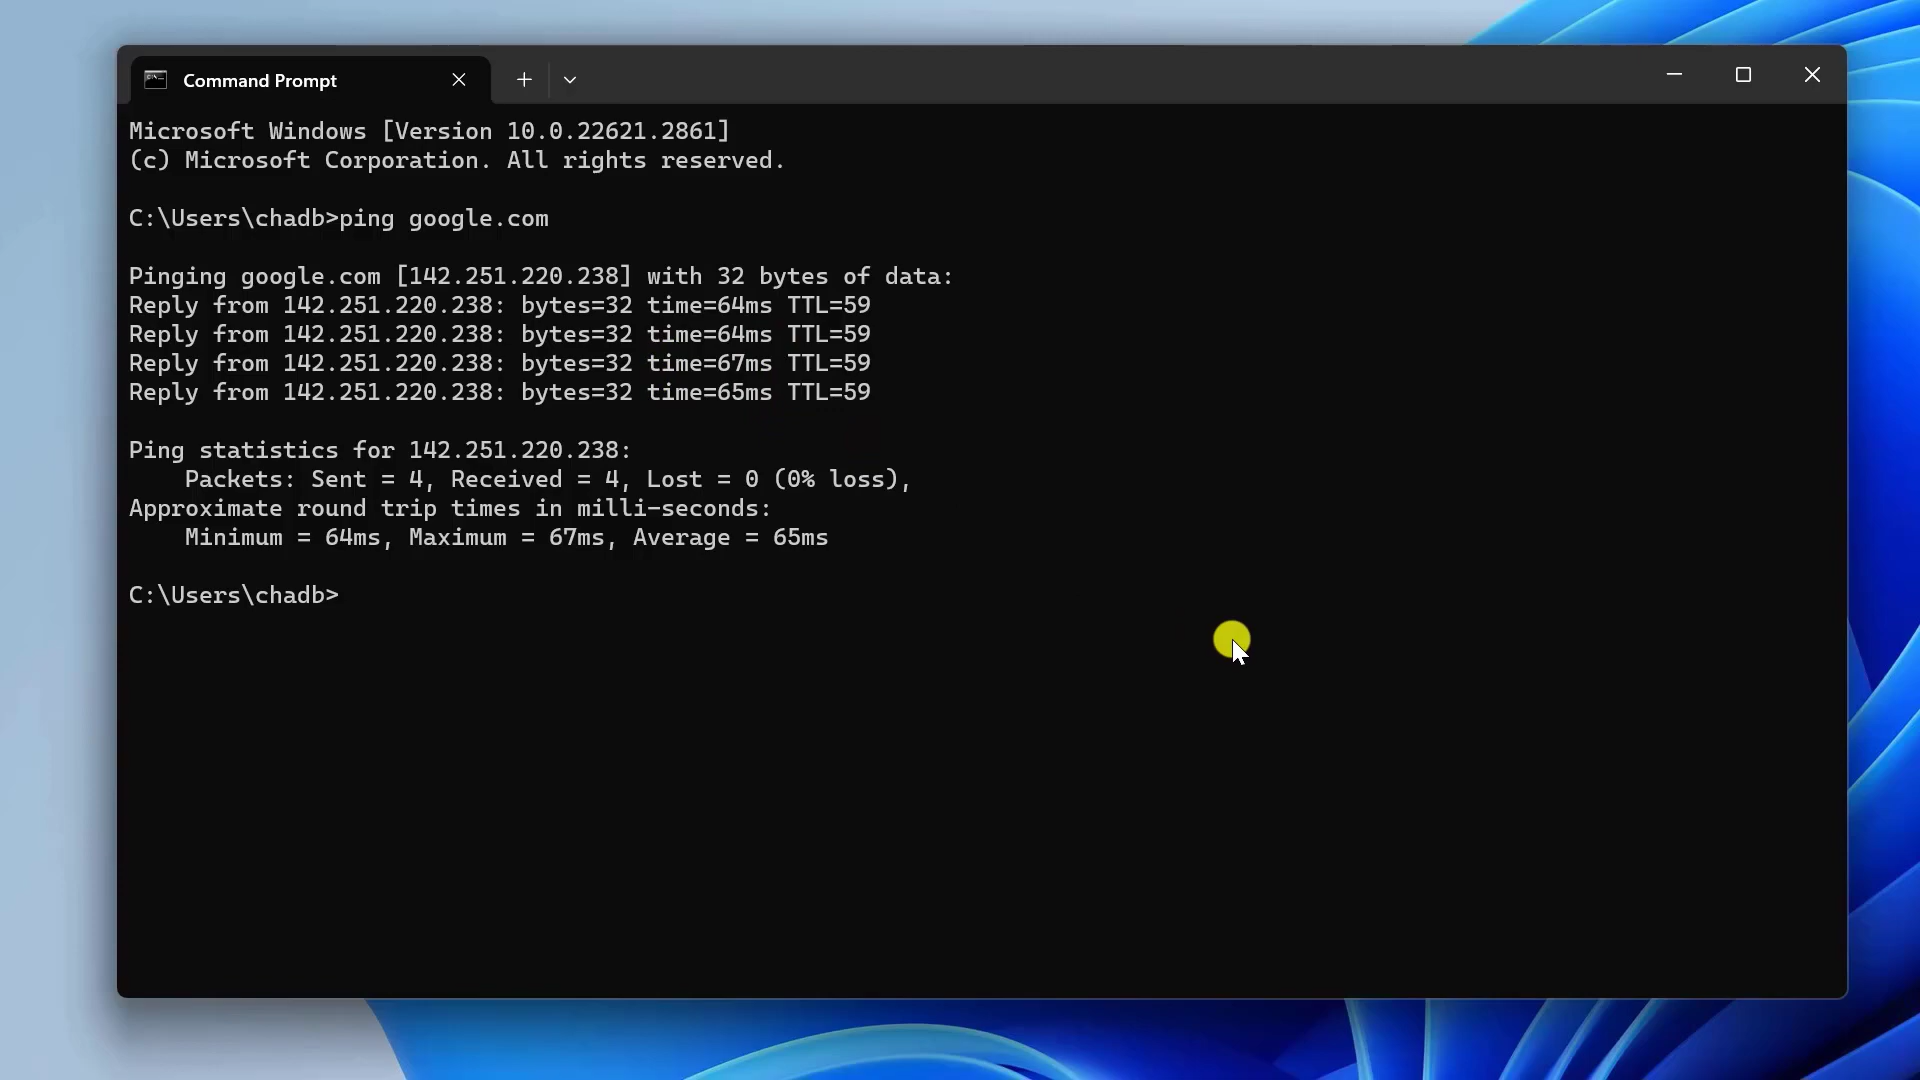 Command Prompt
Microsoft Windows [Version 10.0.22621.2861]
(c) Microsoft Corporation. All rights reserved.
C:\Users\chadb>ping google.com
Pinging google.com [142.251.220.238] with 32 bytes of data:
Reply from 142.251.220.238: bytes=32 time=64ms TTL=59
Reply from 142.251.220.238: bytes=32 time=64ms TTL=59
Reply from 142.251.220.238: bytes=32 time=67ms TTL=59
Reply from 142.251.220.238: bytes=32 time=65ms TTL=59
Ping statistics for 142.251.220.238:
    Packets: Sent = 4, Received = 4, Lost = 0 (0% loss),
Approximate round trip times in milli-seconds:
    Minimum = 64ms, Maximum = 67ms, Average = 65ms
C:\Users\chadb>